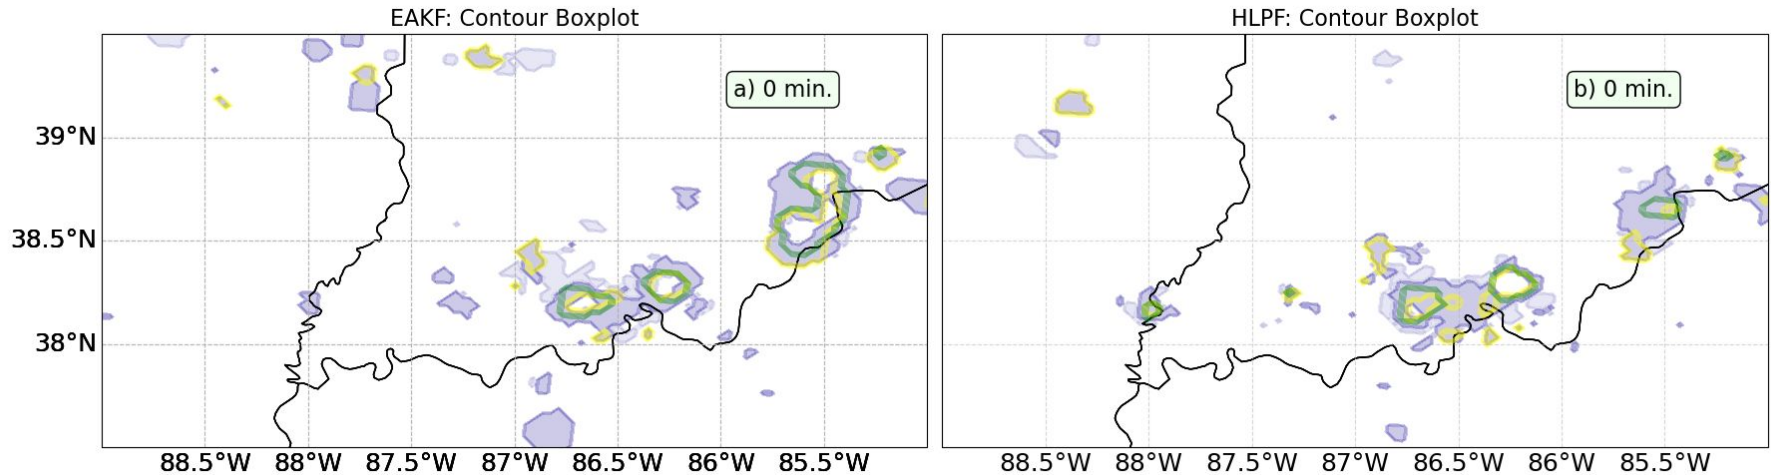 EAKF: Contour Boxplot
HLPF: Contour Boxplot
a) 0 min.
b) 0 min.
39°N
38.5°N
38°N
88.5°W 88°W 87.5°W 87°W 86.5°W 86°W 85.5°W
88.5°W 88°W 87.5°W 87°W 86.5°W 86°W 85.5°W